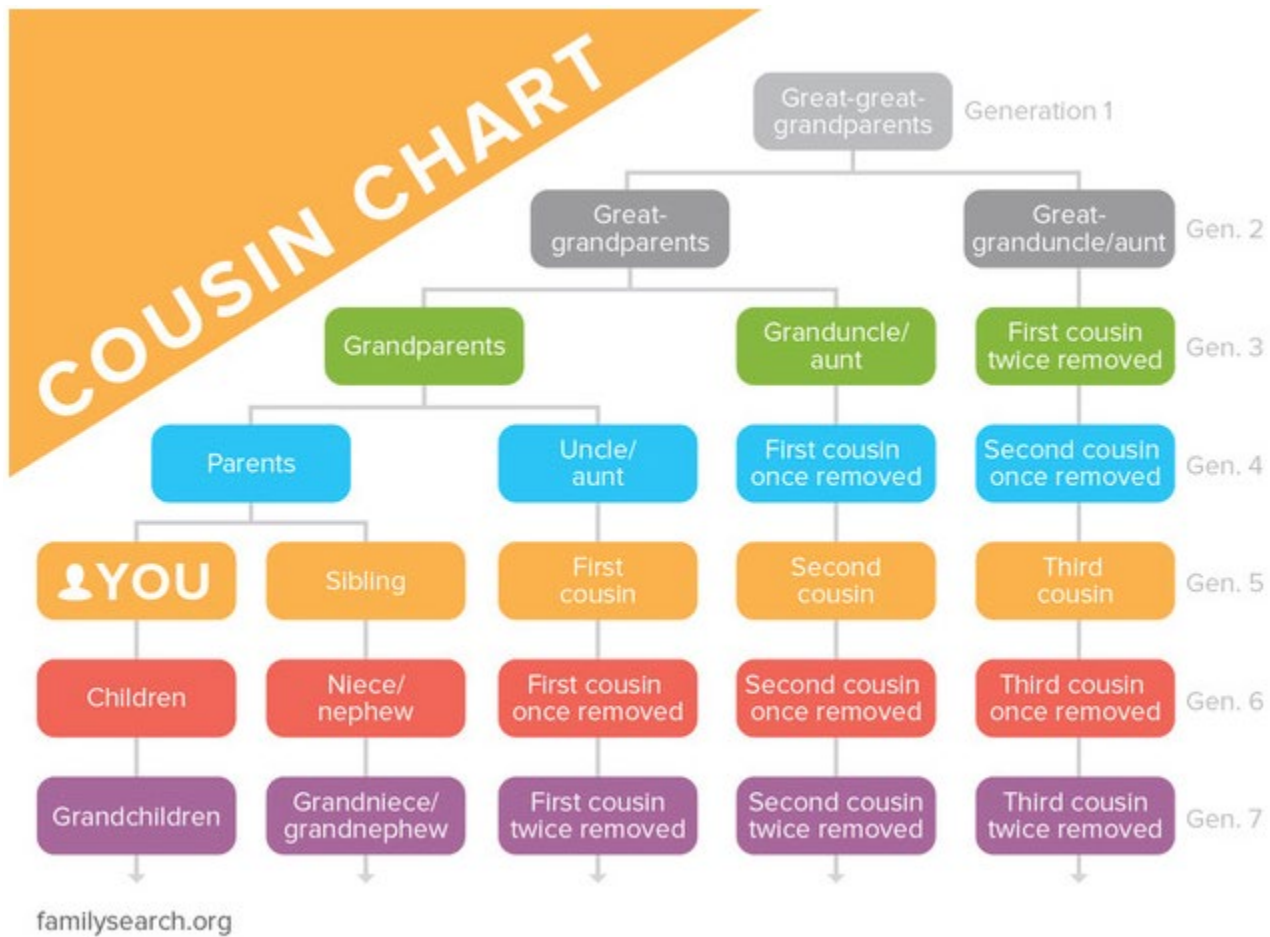 COUSIN CHART
Great-great-
grandparents
Generation 1
Great-
grandparents
Great-
granduncle/aunt
Gen. 2
Grandparents
Granduncle/
aunt
First cousin
twice removed
Gen. 3
Parents
Uncle/
aunt
First cousin
once removed
Second cousin
once removed
Gen. 4
YOU
Sibling
First
cousin
Second
cousin
Third
cousin
Gen. 5
Children
Niece/
nephew
First cousin
once removed
Second cousin
once removed
Third cousin
once removed
Gen. 6
Grandchildren
Grandniece/
grandnephew
First cousin
twice removed
Second cousin
twice removed
Third cousin
twice removed
Gen. 7
familysearch.org